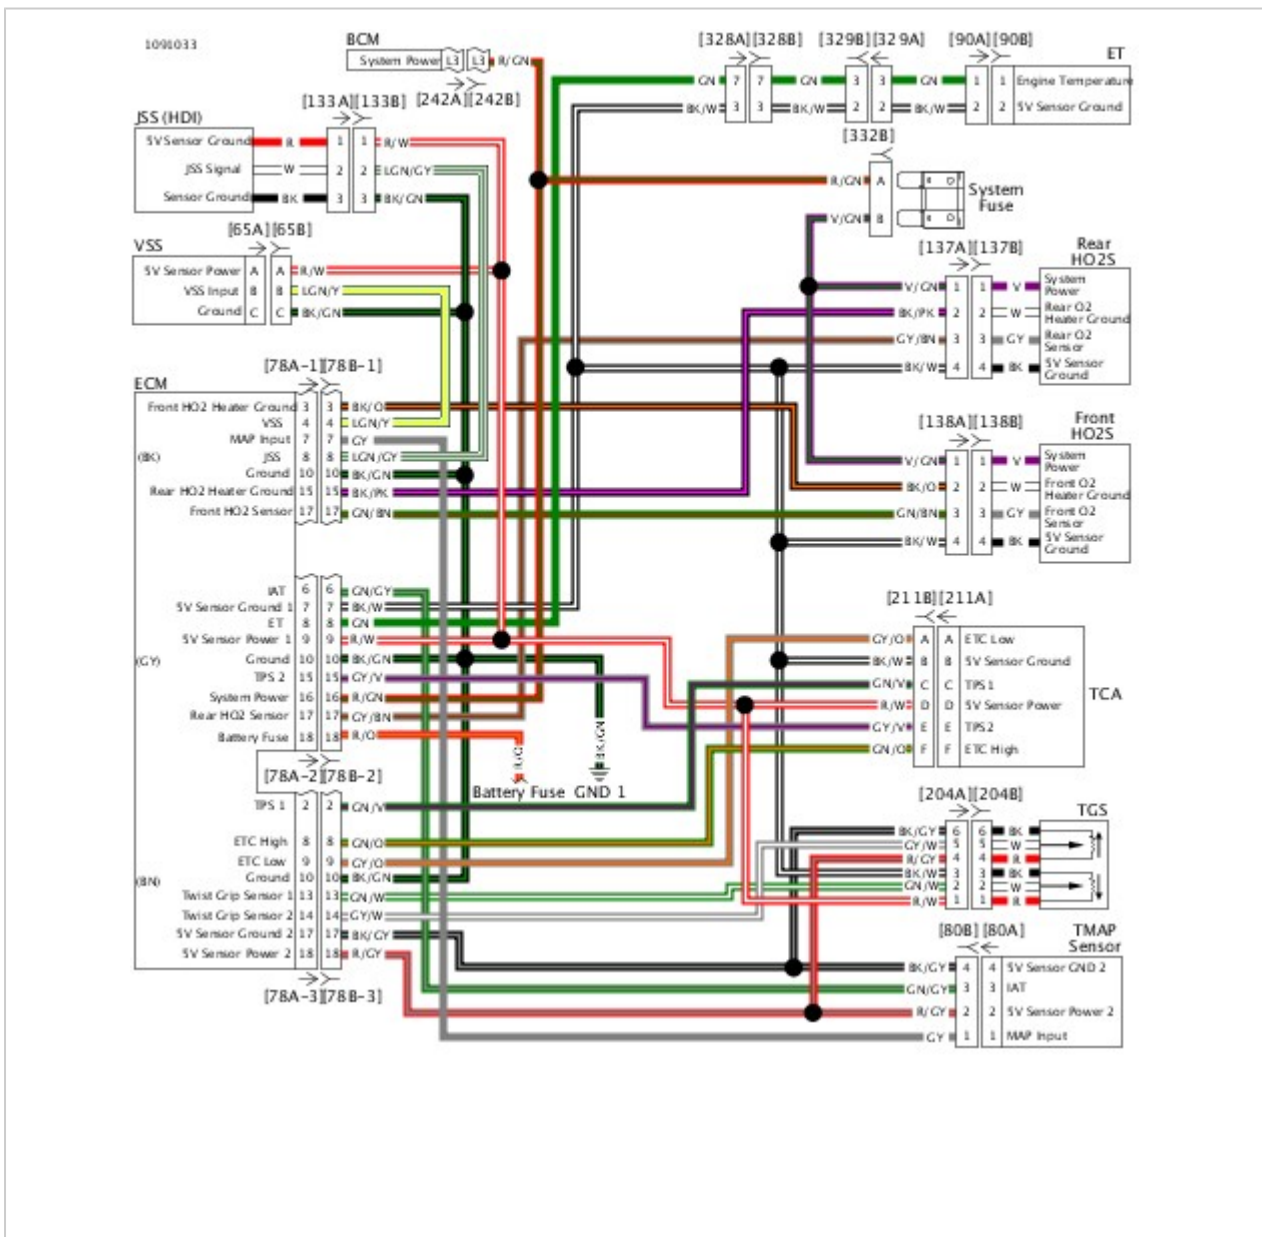 1091033
BCM
System Power L3 L3 R/GN
[242A] [242B]
[328A] [328B] [329B] [329A] [90A] [90B]
ET
GN 7 7 GN 3 3 GN 1 1 Engine Temperature
BK/W 3 3 BK/W 2 2 BK/W 2 2 5V Sensor Ground
[133A] [133B]
JSS (HDI)
5V Sensor Ground R 1 1 R/W
JSS Signal W 2 2 LGN/GY
Sensor Ground BK 3 3 BK/GN
[332B]
R/GN A
V/GN B
System
Fuse
[65A] [65B]
VSS
5V Sensor Power A A R/W
VSS Input B B LGN/Y
Ground C C BK/GN
[137A] [137B]
Rear
HO2S
V/GN 1 1 V System
Power
BK/PK 2 2 W Rear O2
Heater Ground
GY/BN 3 3 GY Rear O2
Sensor
BK/W 4 4 BK 5V Sensor
Ground
[78A-1] [78B-1]
ECM
(BK)
Front HO2 Heater Ground 3 3 BK/O
VSS 4 4 LGN/Y
MAP Input 7 7 GY
JSS 8 8 LGN/GY
Ground 10 10 BK/GN
Rear HO2 Heater Ground 15 15 BK/PK
Front HO2 Sensor 17 17 GN/BN
[138A] [138B]
Front
HO2S
V/GN 1 1 V System
Power
BK/O 2 2 W Front O2
Heater Ground
GN/BN 3 3 GY Front O2
Sensor
BK/W 4 4 BK 5V Sensor
Ground
(GY)
IAT 6 6 GN/GY
5V Sensor Ground 1 7 7 BK/W
ET 8 8 GN
5V Sensor Power 1 9 9 R/W
Ground 10 10 BK/GN
TPS 2 15 15 GY/V
System Power 16 16 R/GN
Rear HO2 Sensor 17 17 GY/BN
Battery Fuse 18 18 R/O
[78A-2] [78B-2]
R/O
Battery Fuse
BK/GN
GND 1
[211B] [211A]
TCA
GY/O A A ETC Low
BK/W B B 5V Sensor Ground
GN/V C C TPS1
R/W D D 5V Sensor Power
GY/V E E TPS2
GN/O F F ETC High
(BN)
TPS 1 2 2 GN/V
ETC High 8 8 GN/O
ETC Low 9 9 GY/O
Ground 10 10 BK/GN
Twist Grip Sensor 1 13 13 GN/W
Twist Grip Sensor 2 14 14 GY/W
5V Sensor Ground 2 17 17 BK/GY
5V Sensor Power 2 18 18 R/GY
[78A-3] [78B-3]
[204A] [204B]
TGS
BK/GY 6 6 BK
GY/W 5 5 W
R/GY 4 4 R
BK/W 3 3 BK
GN/W 2 2 W
R/W 1 1 R
[80B] [80A]
TMAP
Sensor
BK/GY 4 4 5V Sensor GND 2
GN/GY 3 3 IAT
R/GY 2 2 5V Sensor Power 2
GY 1 1 MAP Input